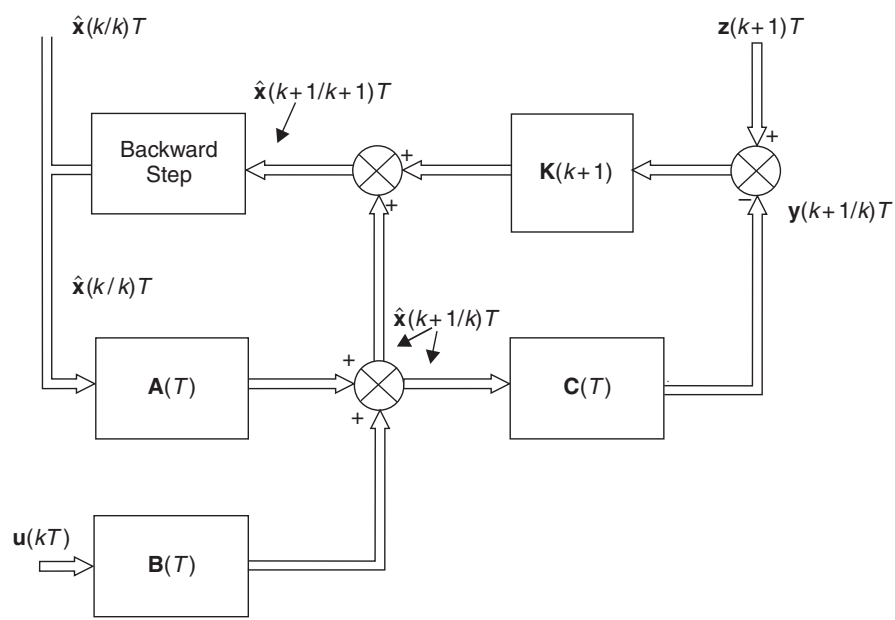 x̂(k/k)T
z(k+1)T
x̂(k+1/k+1)T
Backward
Step
+
K(k+1)
+
+
−
y(k+1/k)T
x̂(k/k)T
x̂(k+1/k)T
A(T)
+
+
C(T)
u(kT)
B(T)